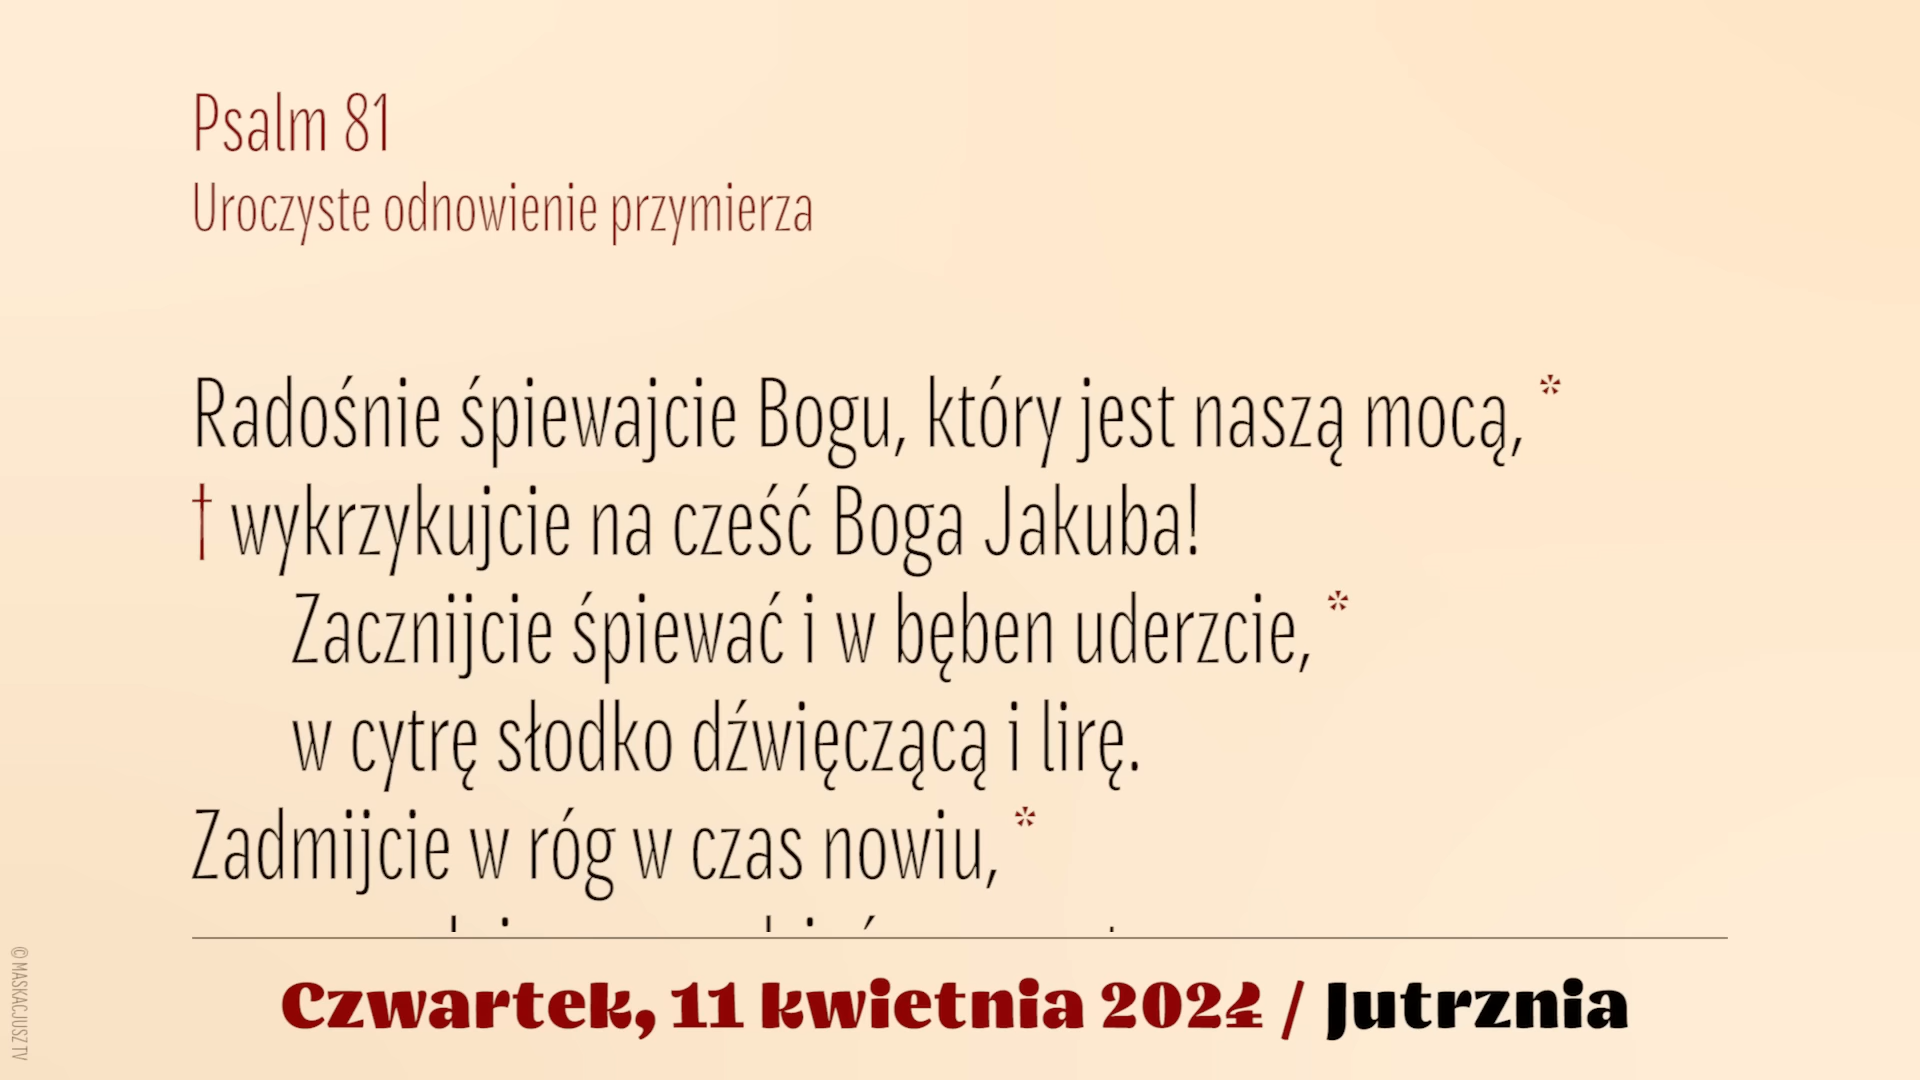 Psalm 81
Uroczyste odnowienie przymierza
Radośnie śpiewajcie Bogu, który jest naszą mocą, *
† wykrzykujcie na cześć Boga Jakuba!
Zacznijcie śpiewać i w bęben uderzcie, *
w cytrę słodko dźwięczącą i lirę.
Zadmijcie w róg w czas nowiu, *
Czwartek, 11 kwietnia 2024 / Jutrznia
© MASKACJUSZ TV